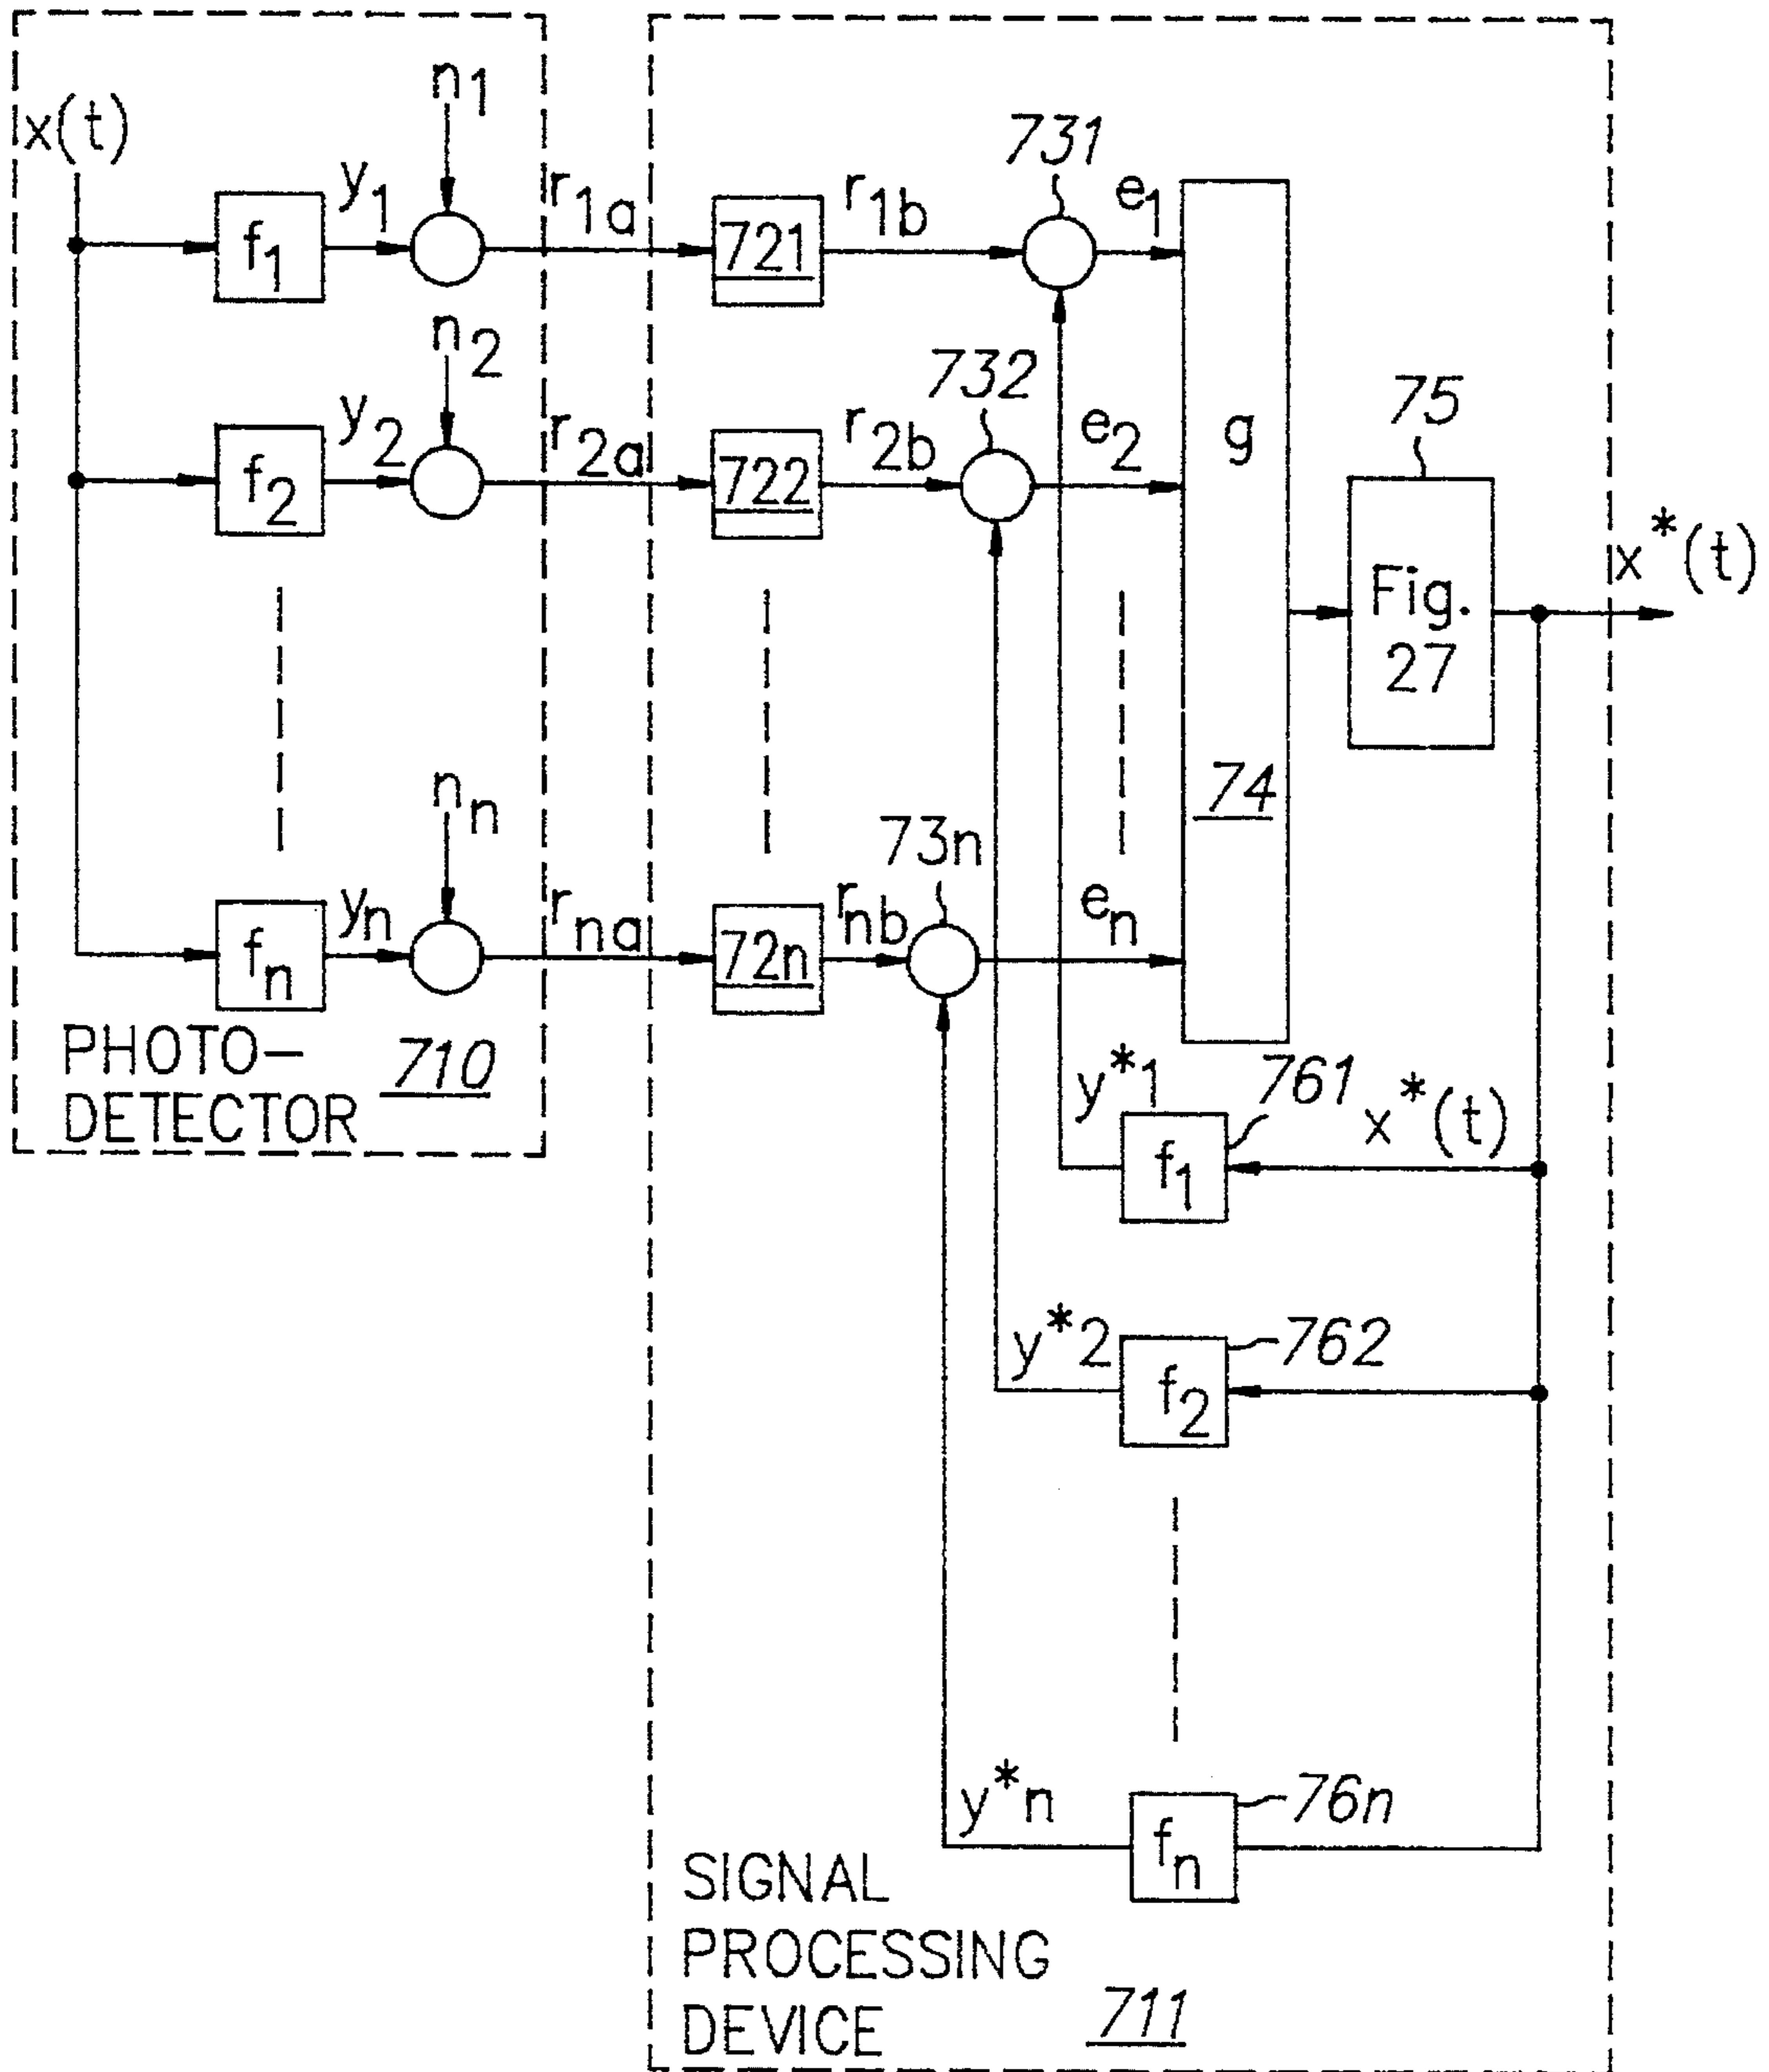 n₁
x(t)
731
y₁
r₁ₐ
r₁b
e₁
f₁
721
n₂
732
75
y₂
r₂ₐ
r₂b
e₂
g
f₂
722
x*(t)
Fig.
27
nₙ
73n
74
yₙ
rₙₐ
rₙb
eₙ
fₙ
72n
PHOTO-
DETECTOR 710
y*1
761
x*(t)
f₁
y*2
762
f₂
y*n
76n
fₙ
SIGNAL
PROCESSING
DEVICE 711